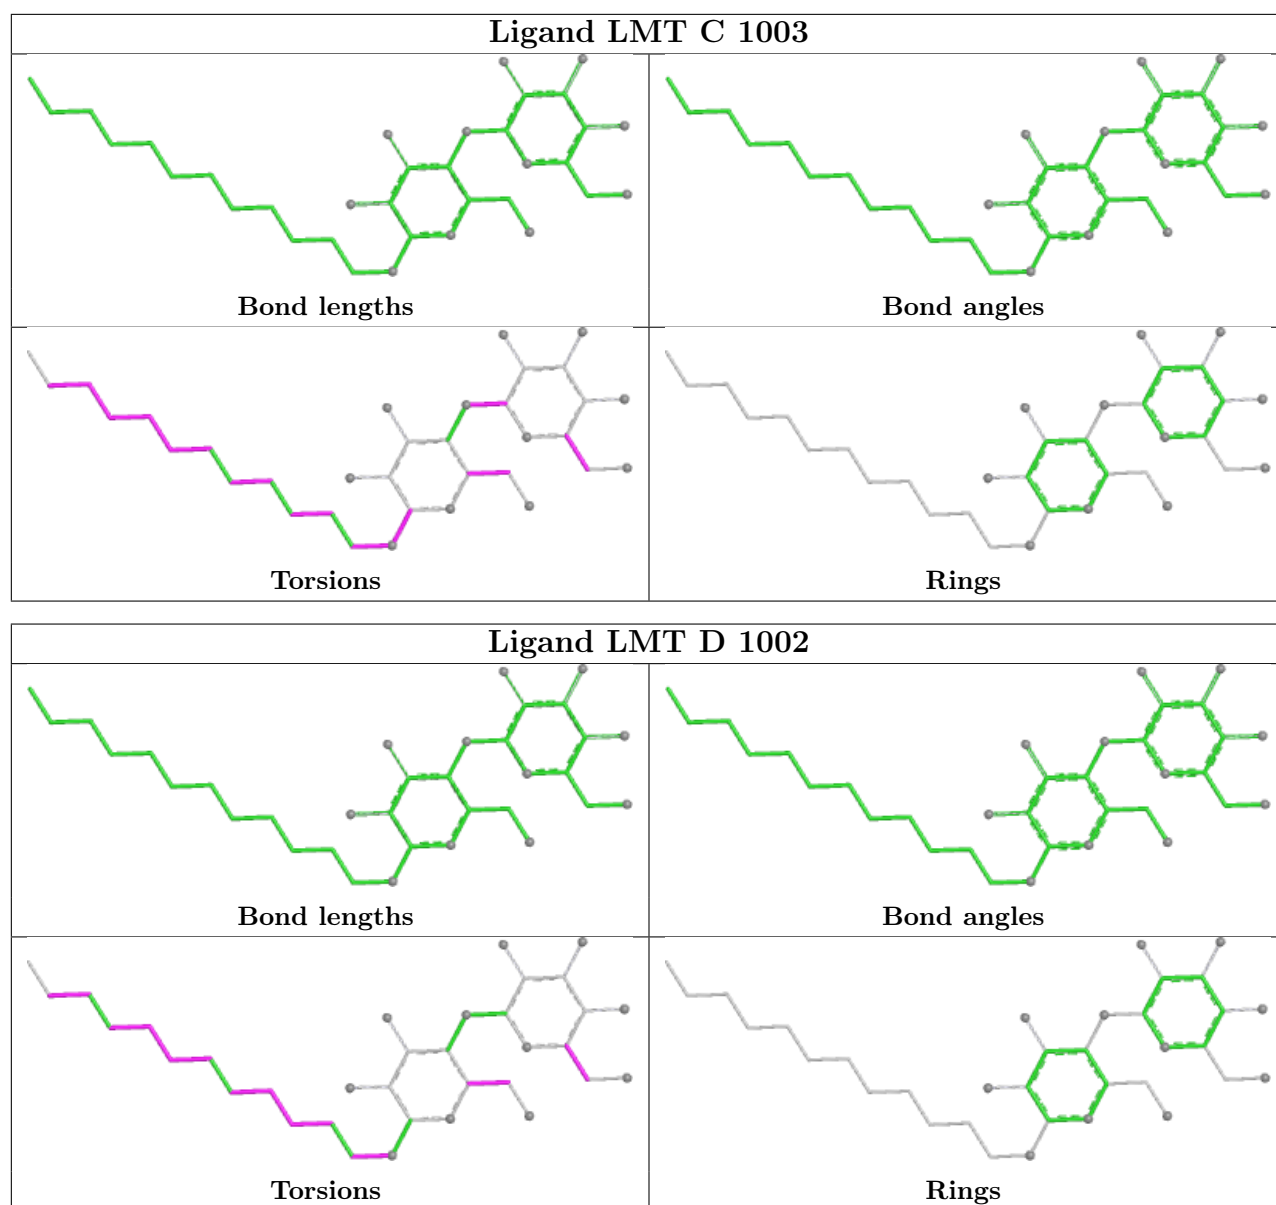 Ligand LMT C 1003
Bond lengths
Bond angles
Torsions
Rings
Ligand LMT D 1002
Bond lengths
Bond angles
Torsions
Rings